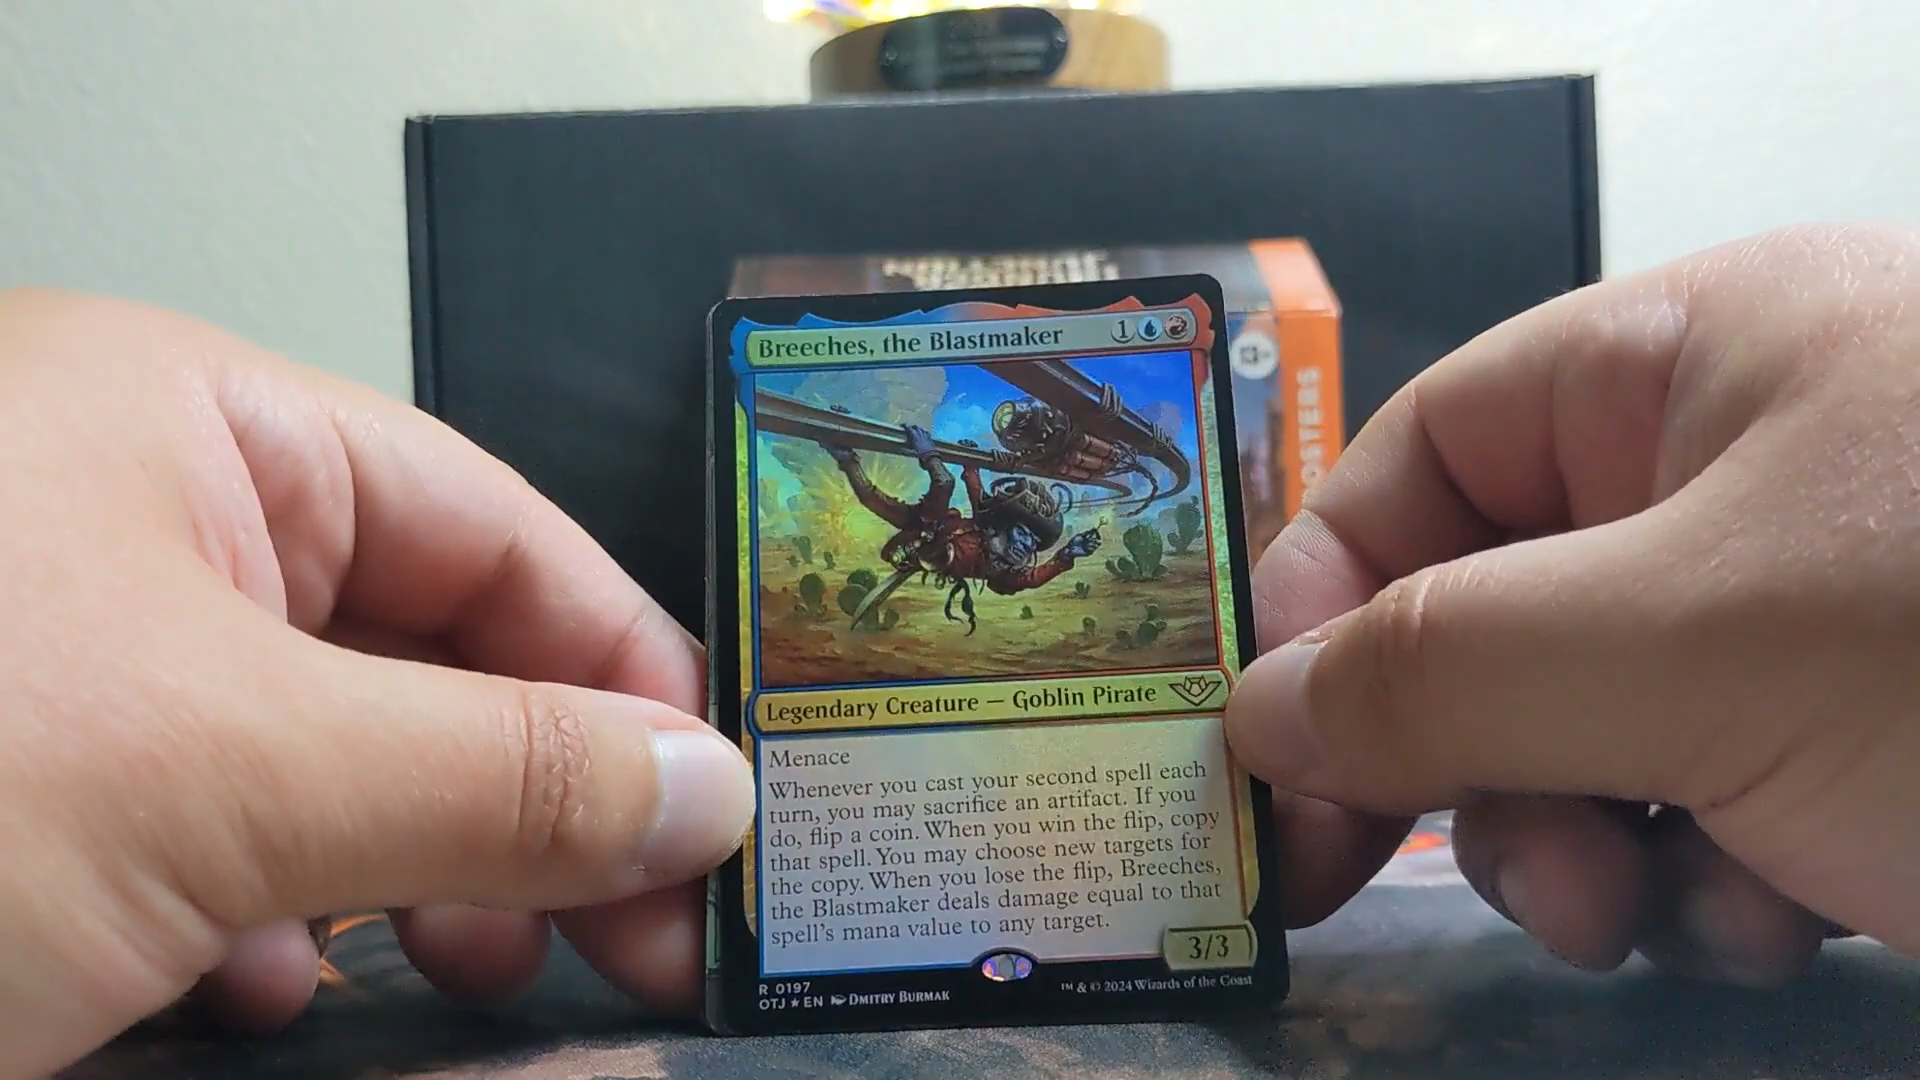 Breeches, the Blastmaker 1
OSTERS
Legendary Creature — Goblin Pirate
Menace
Whenever you cast your second spell each
turn, you may sacrifice an artifact. If you
do, flip a coin. When you win the flip, copy
that spell. You may choose new targets for
the copy. When you lose the flip, Breeches,
the Blastmaker deals damage equal to that
spell's mana value to any target.
3/3
R 0197
OTJ ★ EN DMITRY BURMAK
™ & © 2024 Wizards of the Coast